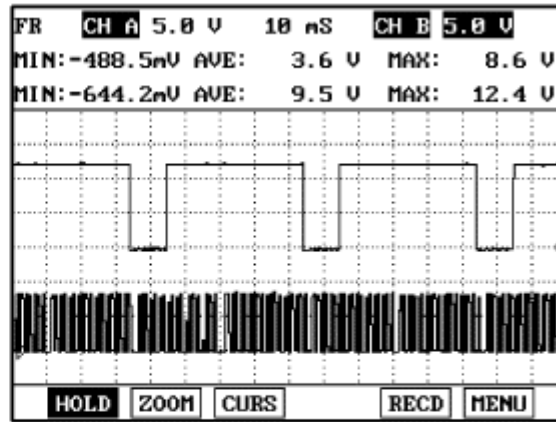 FR CH A 5.0 V 10 mS CH B 5.0 V
MIN:-488.5mV AVE: 3.6 V MAX: 8.6 V
MIN:-644.2mV AVE: 9.5 V MAX: 12.4 V
HOLD ZOOM CURS RECD MENU